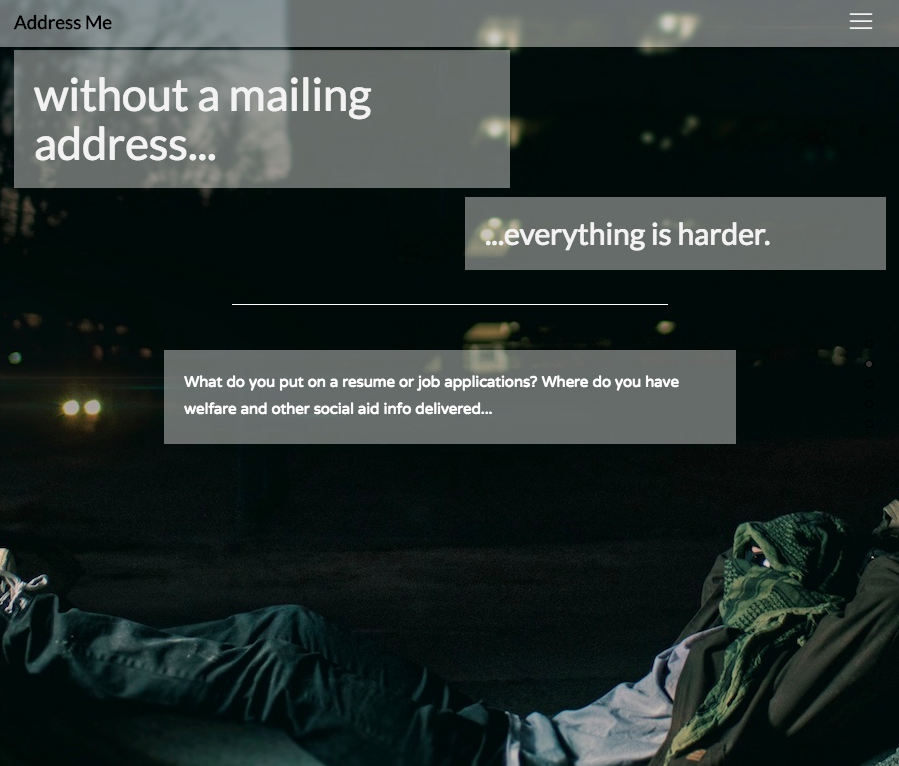 Address Me
without a mailing
address...
...everything is harder.
What do you put on a resume or job applications? Where do you have
welfare and other social aid info delivered...